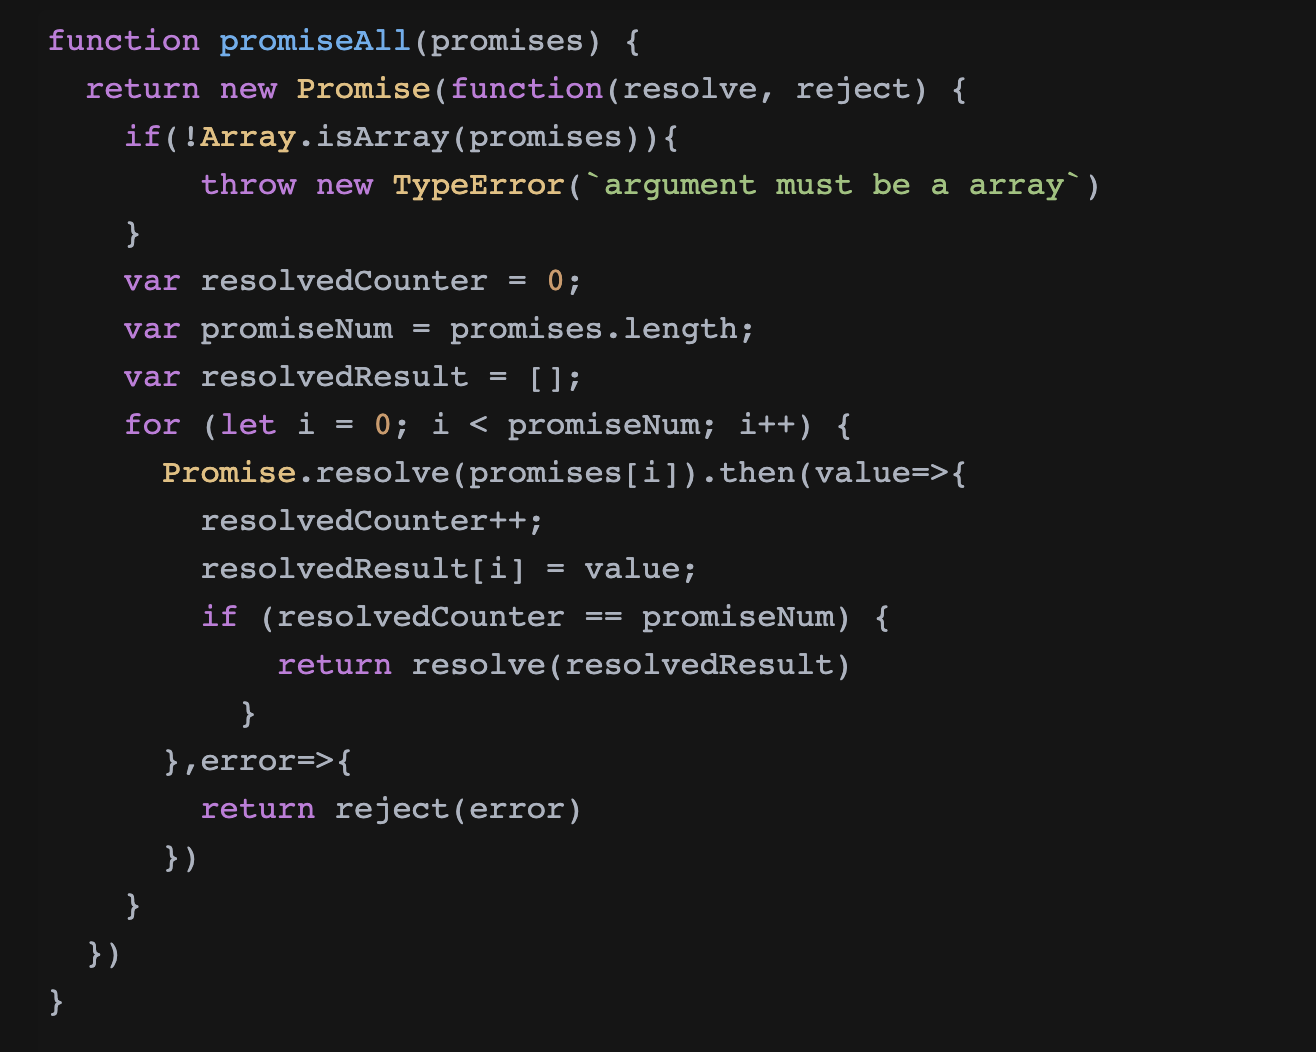 function promiseAll(promises) {
  return new Promise(function(resolve, reject) {
    if(!Array.isArray(promises)){
        throw new TypeError(`argument must be a array`)
    }
    var resolvedCounter = 0;
    var promiseNum = promises.length;
    var resolvedResult = [];
    for (let i = 0; i < promiseNum; i++) {
      Promise.resolve(promises[i]).then(value=>{
        resolvedCounter++;
        resolvedResult[i] = value;
        if (resolvedCounter == promiseNum) {
            return resolve(resolvedResult)
          }
      },error=>{
        return reject(error)
      })
    }
  })
}